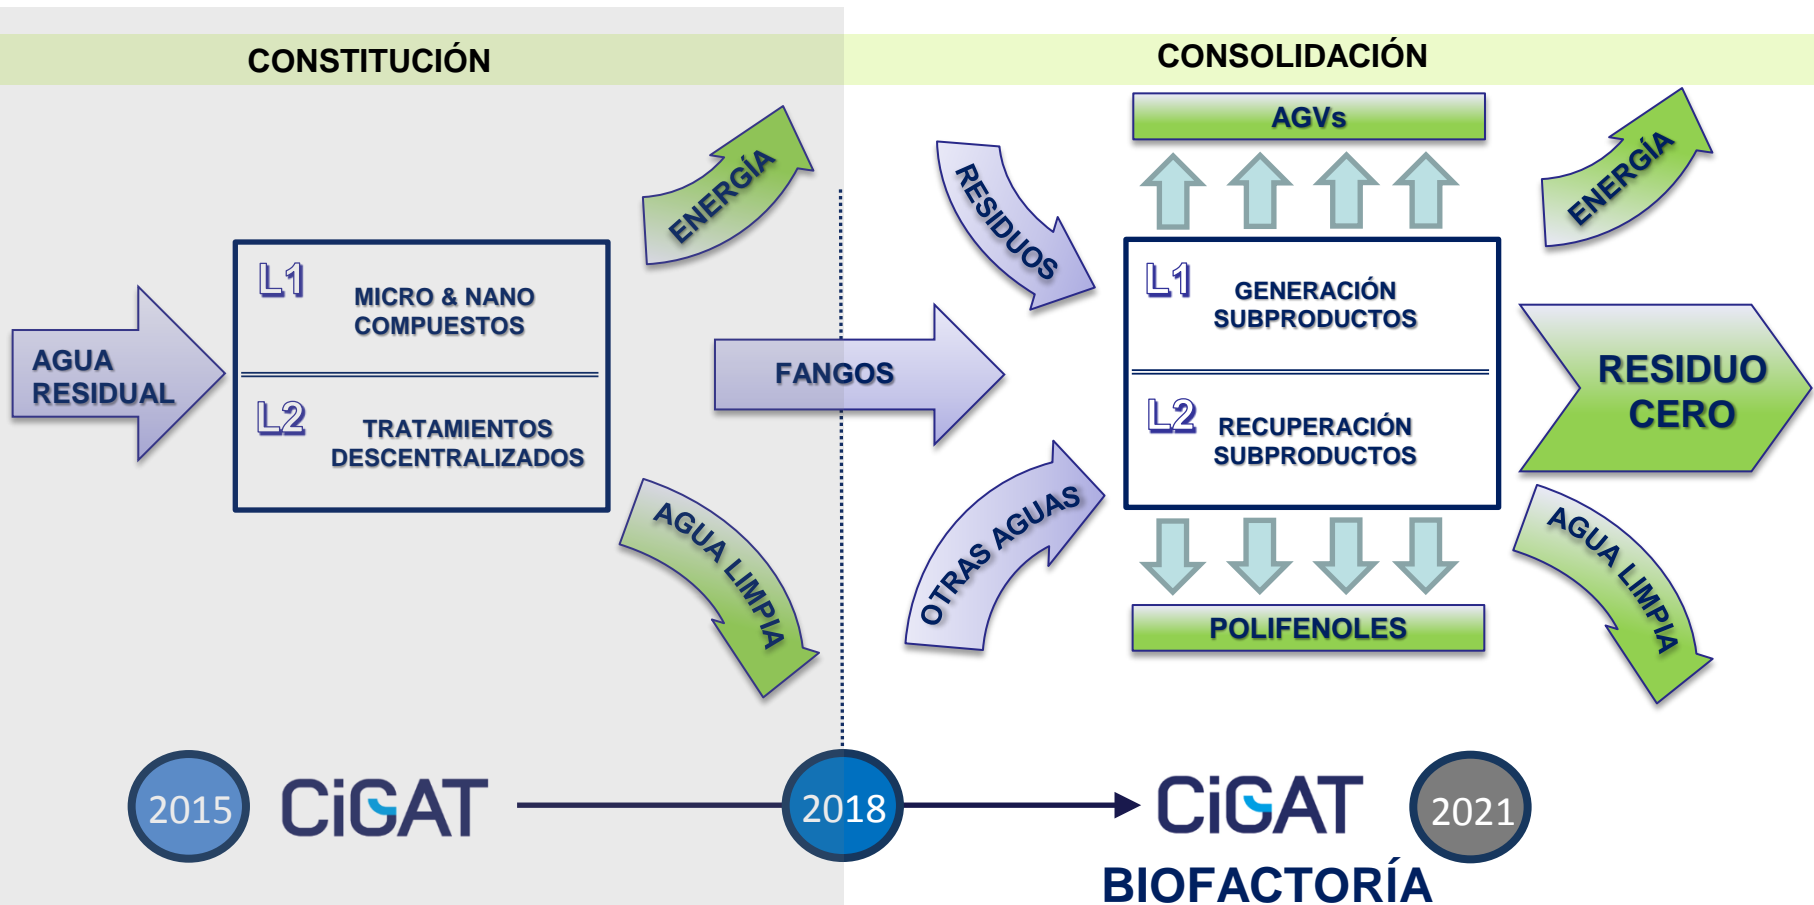 CONSTITUCIÓN
CONSOLIDACIÓN
AGUA
RESIDUAL
L1
MICRO & NANO
COMPUESTOS
L2
TRATAMIENTOS
DESCENTRALIZADOS
ENERGÍA
AGUA LIMPIA
FANGOS
RESIDUOS
OTRAS AGUAS
AGVs
L1
GENERACIÓN
SUBPRODUCTOS
L2
RECUPERACIÓN
SUBPRODUCTOS
POLIFENOLES
ENERGÍA
RESIDUO
CERO
AGUA LIMPIA
2015
CiGAT
2018
CiGAT
BIOFACTORÍA
2021